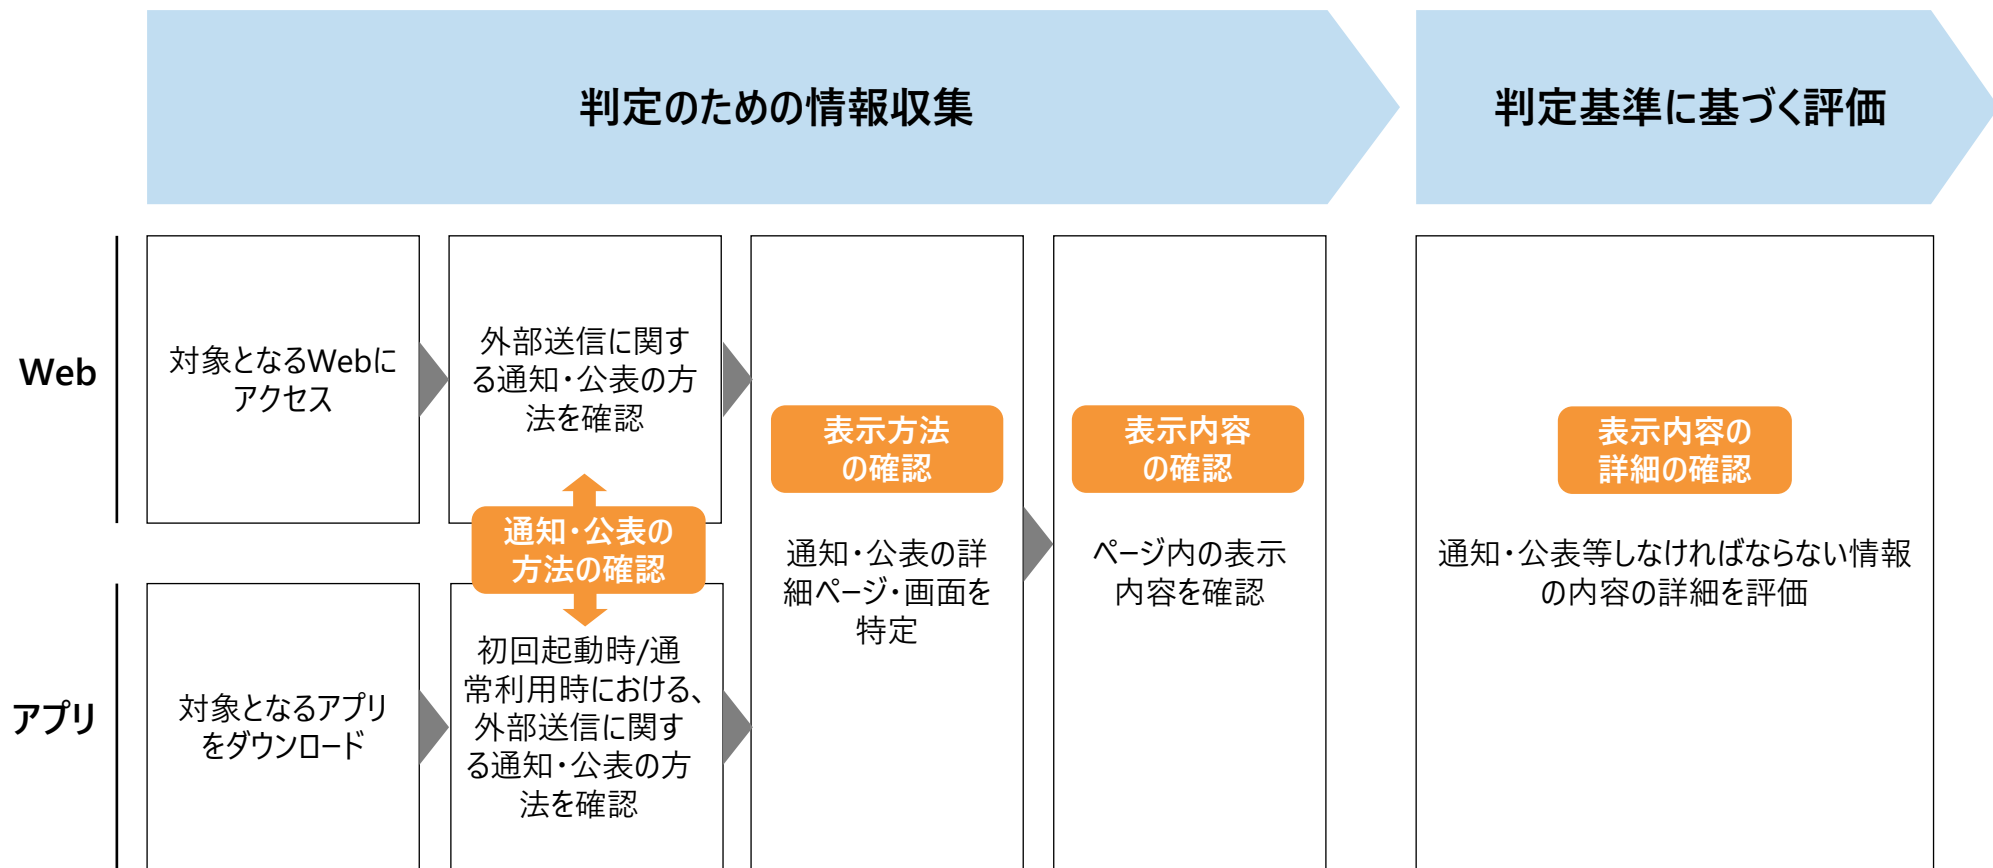 判定のための情報収集
判定基準に基づく評価
Web
対象となるWebに
アクセス
外部送信に関す
る通知・公表の方
法を確認
通知・公表の
方法の確認
アプリ
対象となるアプリ
をダウンロード
初回起動時/通
常利用時における、
外部送信に関す
る通知・公表の方
法を確認
表示方法
の確認
通知・公表の詳
細ページ・画面を
特定
表示内容
の確認
ページ内の表示
内容を確認
表示内容の
詳細の確認
通知・公表等しなければならない情報
の内容の詳細を評価